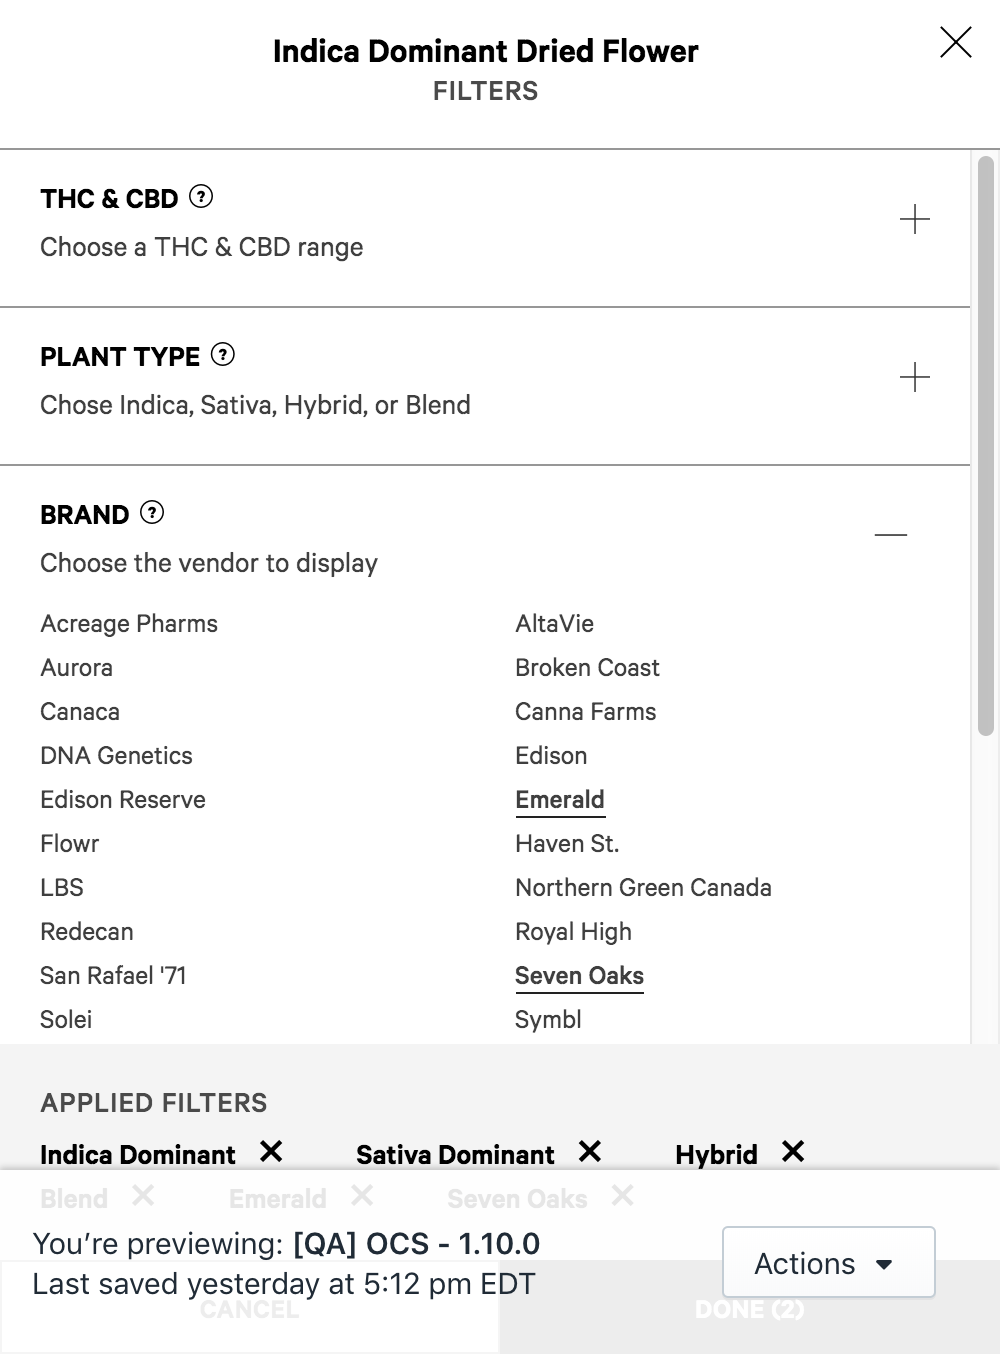 Indica Dominant Dried Flower
FILTERS
THC & CBD ?
Choose a THC & CBD range
PLANT TYPE ?
Chose Indica, Sativa, Hybrid, or Blend
BRAND ?
Choose the vendor to display
Acreage Pharms AltaVie
Aurora Broken Coast
Canaca Canna Farms
DNA Genetics Edison
Edison Reserve Emerald
Flowr Haven St.
LBS Northern Green Canada
Redecan Royal High
San Rafael '71 Seven Oaks
Solei Symbl
APPLIED FILTERS
Indica Dominant Sativa Dominant Hybrid
Blend Emerald Seven Oaks
You're previewing: [QA] OCS - 1.10.0
Last saved yesterday at 5:12 pm EDT
Actions
CANCEL DONE (2)